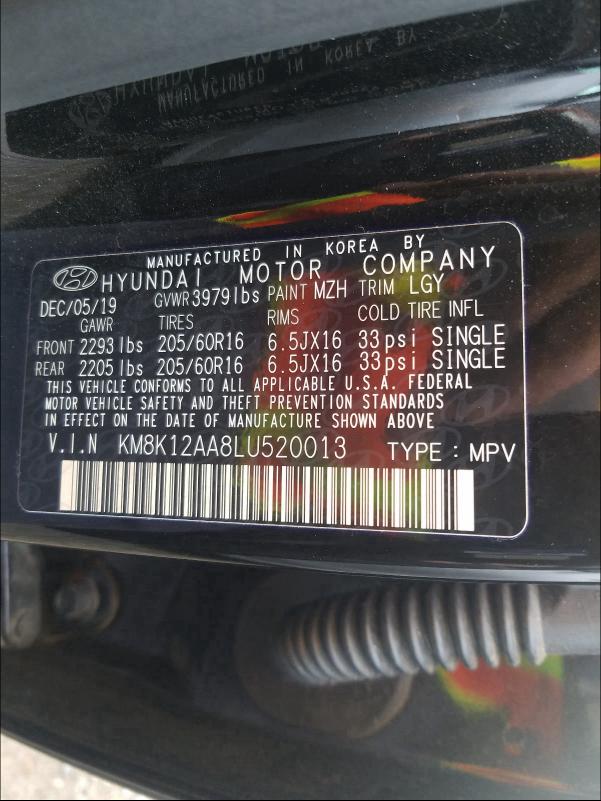 MANUFACTURED IN KOREA BY
HYUNDAI MOTOR COMPANY
DEC/05/19 GVWR 3979lbs PAINT MZH TRIM LGY
GAWR TIRES RIMS COLD TIRE INFL
FRONT 2293 lbs 205/60R16 6.5JX16 33psi SINGLE
REAR 2205 lbs 205/60R16 6.5JX16 33psi SINGLE
THIS VEHICLE CONFORMS TO ALL APPLICABLE U.S.A. FEDERAL
MOTOR VEHICLE SAFETY AND THEFT PREVENTION STANDARDS
IN EFFECT ON THE DATE OF MANUFACTURE SHOWN ABOVE
V.I.N KM8K12AA8LU520013 TYPE : MPV